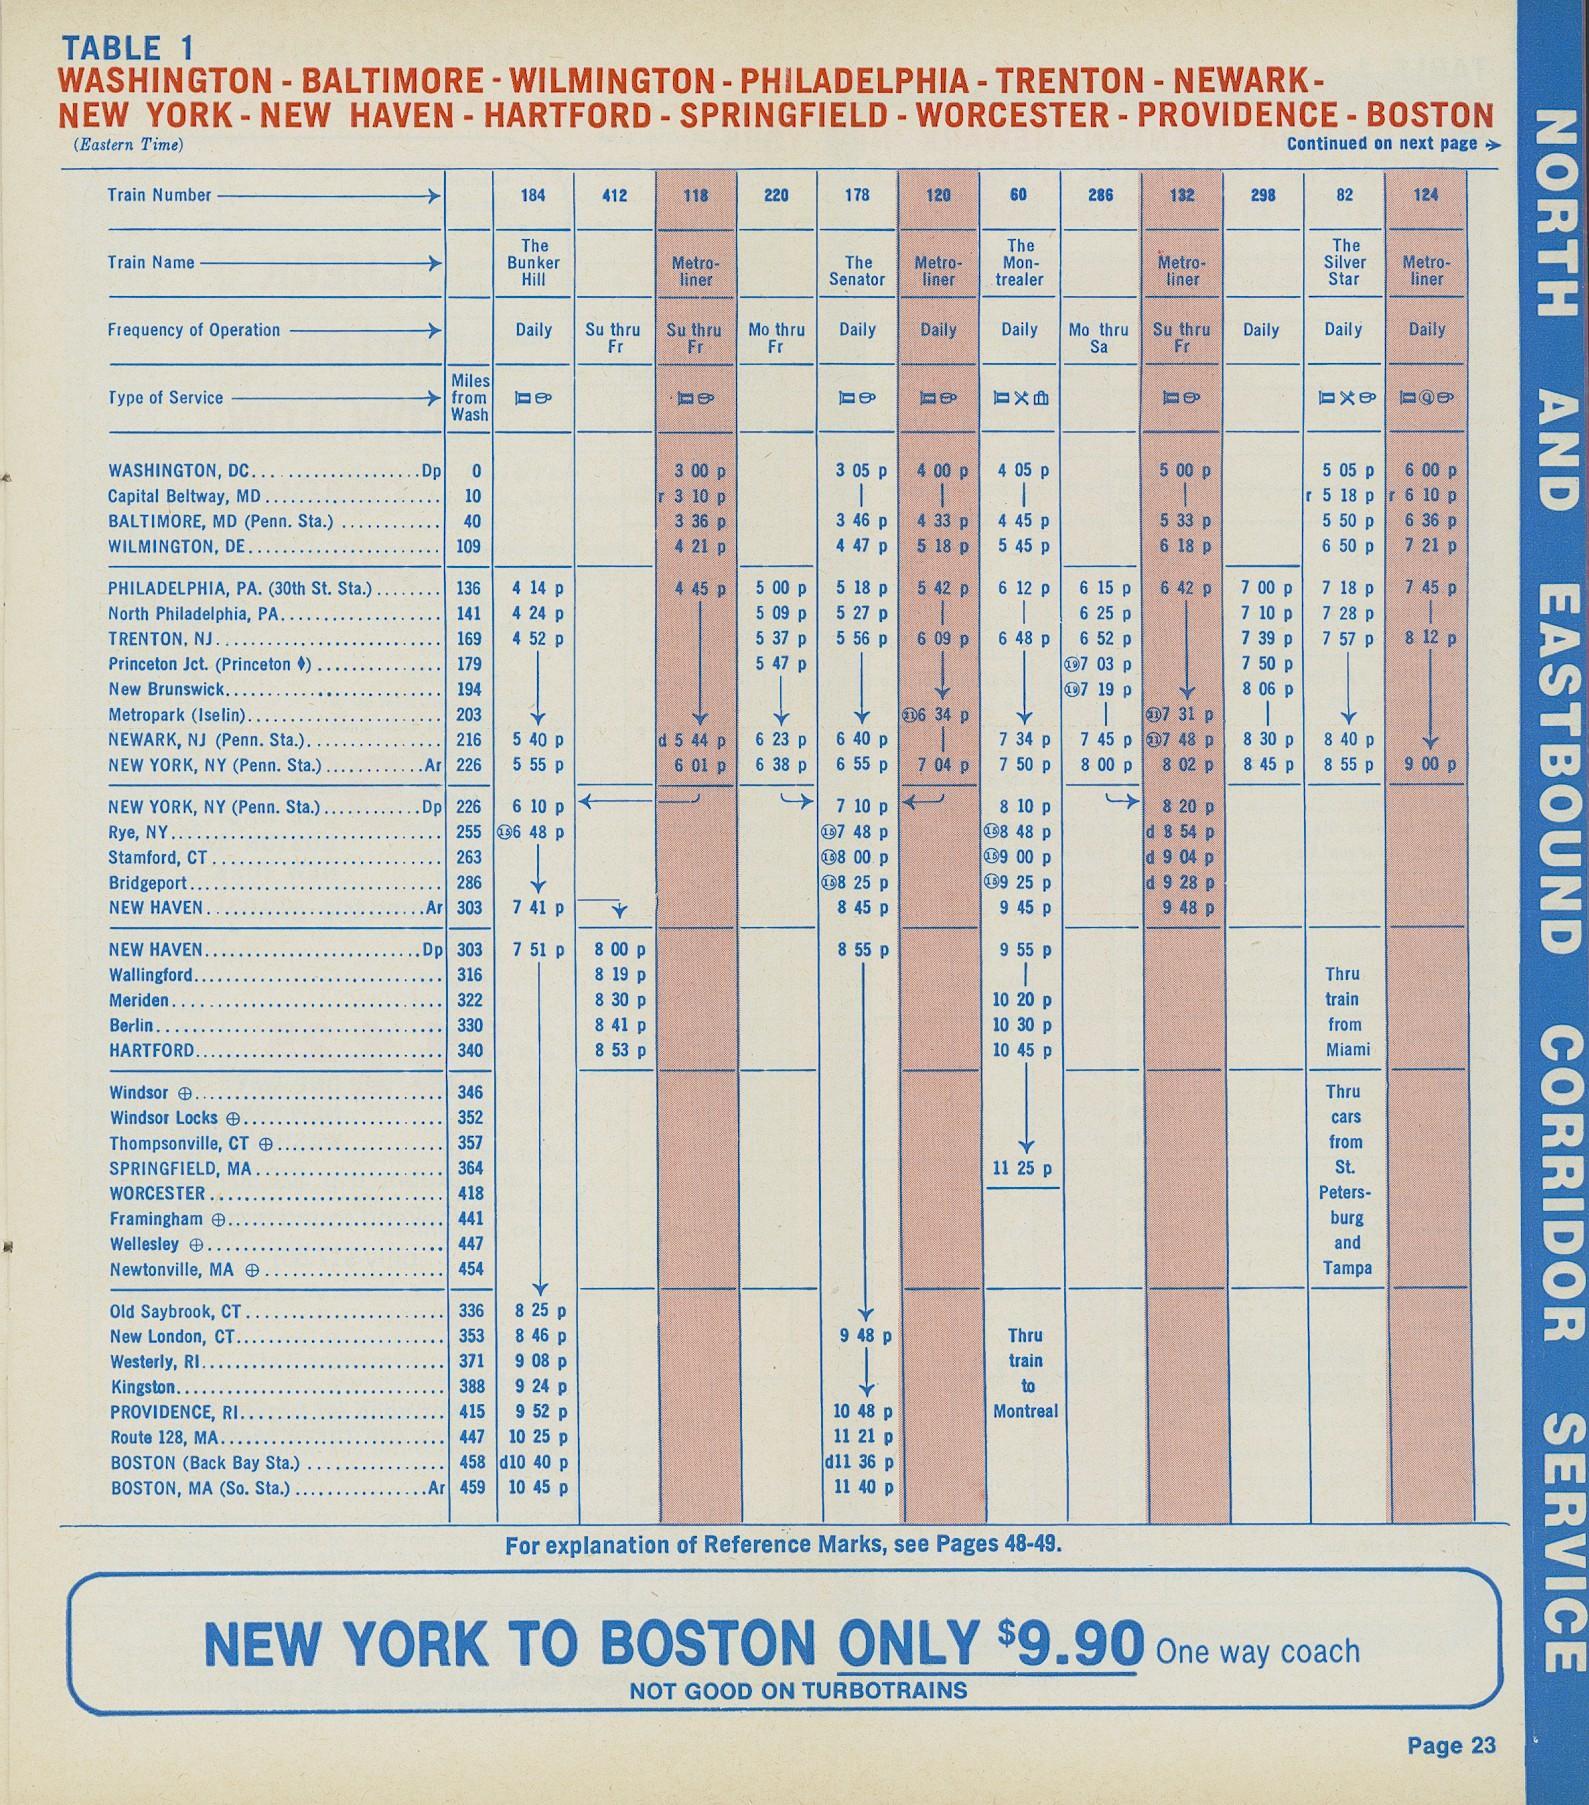 TABLE 1
WASHINGTON - BALTIMORE - WILMINGTON - PHILADELPHIA - TRENTON - NEWARK-
NEW YORK - NEW HAVEN - HARTFORD - SPRINGFIELD - WORCESTER - PROVIDENCE - BOSTON
(Eastern Time) Continued on next page
Train Number 184 412 118 220 178 120 60 286 132 298 82 124
Train Name The Bunker Hill Metro-liner The Senator Metro-liner The Mon-trealer Metro-liner The Silver Star Metro-liner
Frequency of Operation Daily Su thru Fr Su thru Fr Mo thru Fr Daily Daily Daily Mo thru Sa Su thru Fr Daily Daily Daily
Type of Service Miles from Wash
WASHINGTON, DC....................Dp 0 3 00 p 3 05 p 4 00 p 4 05 p 5 00 p 5 05 p 6 00 p
Capital Beltway, MD.................... 10 r 3 10 p r 5 18 p r 6 10 p
BALTIMORE, MD (Penn. Sta.) ............ 40 3 36 p 3 46 p 4 33 p 4 45 p 5 33 p 5 50 p 6 36 p
WILMINGTON, DE....................... 109 4 21 p 4 47 p 5 18 p 5 45 p 6 18 p 6 50 p 7 21 p
PHILADELPHIA, PA. (30th St. Sta.)........ 136 4 14 p 4 45 p 5 00 p 5 18 p 5 42 p 6 12 p 6 15 p 6 42 p 7 00 p 7 18 p 7 45 p
North Philadelphia, PA.................. 141 4 24 p 5 09 p 5 27 p 6 25 p 7 10 p 7 28 p
TRENTON, NJ........................... 169 4 52 p 5 37 p 5 56 p 6 09 p 6 48 p 6 52 p 7 39 p 7 57 p 8 12 p
Princeton Jct. (Princeton ♦)............... 179 5 47 p ⑲7 03 p 7 50 p
New Brunswick.......................... 194 ⑲7 19 p 8 06 p
Metropark (Iselin)....................... 203 ㉑6 34 p ㉑7 31 p
NEWARK, NJ (Penn. Sta.)................ 216 5 40 p d 5 44 p 6 23 p 6 40 p 7 34 p 7 45 p ㉑7 48 p 8 30 p 8 40 p
NEW YORK, NY (Penn. Sta.)............Ar 226 5 55 p 6 01 p 6 38 p 6 55 p 7 04 p 7 50 p 8 00 p 8 02 p 8 45 p 8 55 p 9 00 p
NEW YORK, NY (Penn. Sta.)............Dp 226 6 10 p 7 10 p 8 10 p 8 20 p
Rye, NY................................ 255 ⑱6 48 p ⑱7 48 p ⑱8 48 p d 8 54 p
Stamford, CT........................... 263 ⑱8 00 p ⑱9 00 p d 9 04 p
Bridgeport.............................. 286 ⑱8 25 p ⑱9 25 p d 9 28 p
NEW HAVEN..........................Ar 303 7 41 p 8 45 p 9 45 p 9 48 p
NEW HAVEN..........................Dp 303 7 51 p 8 00 p 8 55 p 9 55 p
Wallingford............................. 316 8 19 p Thru
Meriden................................ 322 8 30 p 10 20 p train
Berlin.................................. 330 8 41 p 10 30 p from
HARTFORD............................. 340 8 53 p 10 45 p Miami
Windsor ⊕............................. 346 Thru
Windsor Locks ⊕....................... 352 cars
Thompsonville, CT ⊕................... 357 from
SPRINGFIELD, MA...................... 364 11 25 p St.
WORCESTER........................... 418 Peters-
Framingham ⊕......................... 441 burg
Wellesley ⊕............................ 447 and
Newtonville, MA ⊕..................... 454 Tampa
Old Saybrook, CT....................... 336 8 25 p
New London, CT........................ 353 8 46 p 9 48 p Thru
Westerly, RI............................ 371 9 08 p train
Kingston............................... 388 9 24 p to
PROVIDENCE, RI....................... 415 9 52 p 10 48 p Montreal
Route 128, MA.......................... 447 10 25 p 11 21 p
BOSTON (Back Bay Sta.) ................ 458 d10 40 p d11 36 p
BOSTON, MA (So. Sta.)................Ar 459 10 45 p 11 40 p
For explanation of Reference Marks, see Pages 48-49.
NEW YORK TO BOSTON ONLY $9.90 One way coach
NOT GOOD ON TURBOTRAINS
Page 23
NORTH AND EASTBOUND CORRIDOR SERVICE